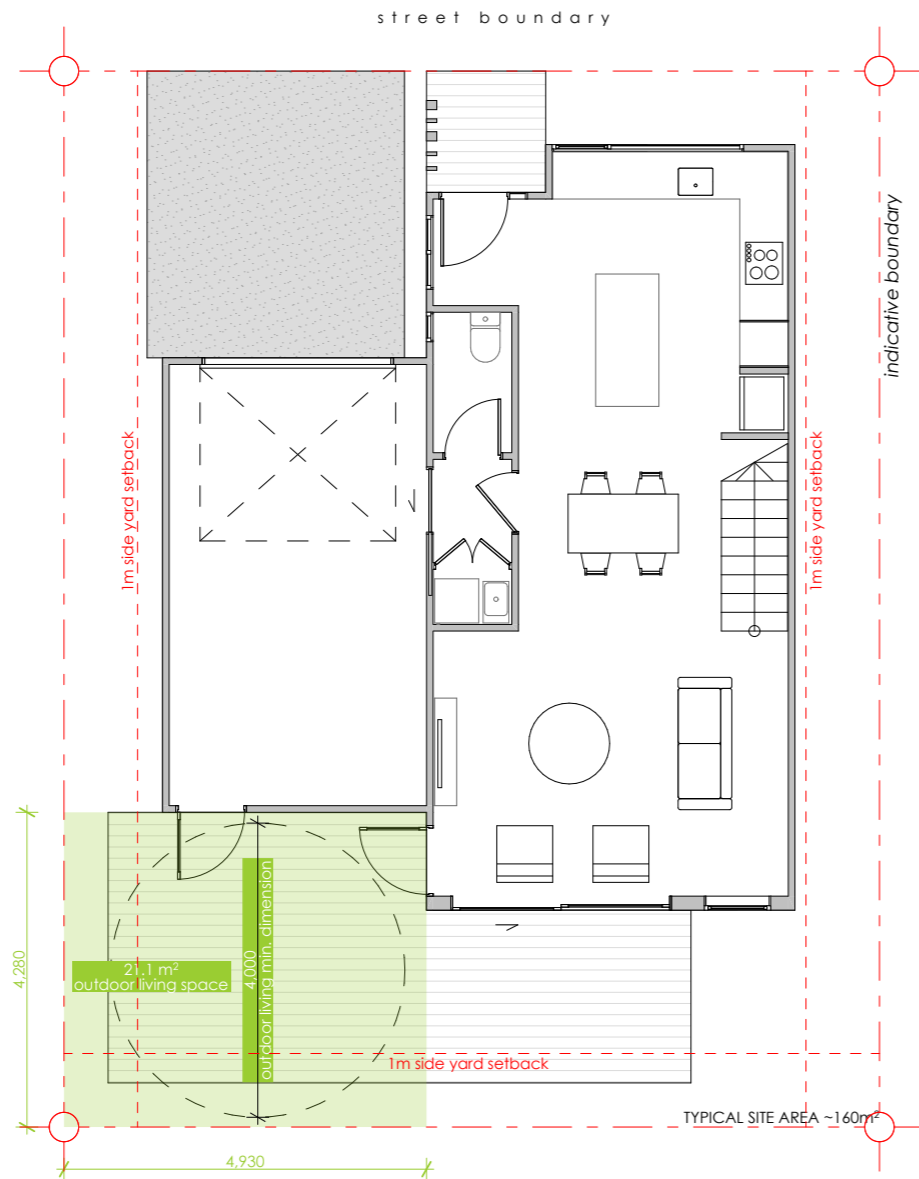 street boundary
indicative boundary
1m side yard setback
1m side yard setback
4,280
21.1 m²
outdoor living space
4.000
outdoor living min. dimension
1m side yard setback
TYPICAL SITE AREA ~160m²
4,930